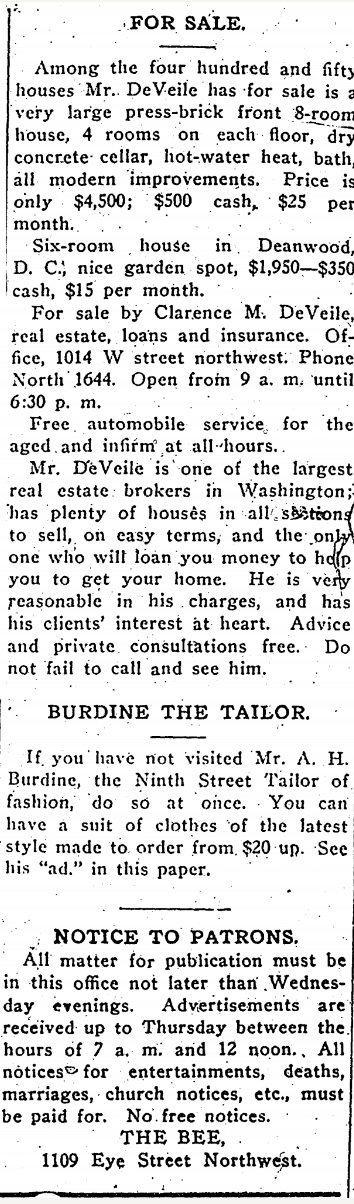 FOR SALE.
Among the four hundred and fifty
houses Mr. DeVeile has for sale is a
very large press-brick front 8-room
house, 4 rooms on each floor, dry
concrete cellar, hot-water heat, bath,
all modern improvements. Price is
only $4,500; $500 cash, $25 per
month.
Six-room house in Deanwood,
D. C.; nice garden spot, $1,950—$350
cash, $15 per month.
For sale by Clarence M. DeVeile,
real estate, loans and insurance. Of-
fice, 1014 W street northwest. Phone
North 1644. Open from 9 a. m. until
6:30 p. m.
Free automobile service for the
aged and infirm at all hours.
Mr. DeVeile is one of the largest
real estate brokers in Washington;
has plenty of houses in all sections
to sell, on easy terms, and the only
one who will loan you money to help
you to get your home. He is very
reasonable in his charges, and has
his clients' interest at heart. Advice
and private consultations free. Do
not fail to call and see him.
BURDINE THE TAILOR.
If you have not visited Mr. A. H.
Burdine, the Ninth Street Tailor of
fashion, do so at once. You can
have a suit of clothes of the latest
style made to order from $20 up. See
his "ad." in this paper.
NOTICE TO PATRONS.
All matter for publication must be
in this office not later than Wednes-
day evenings. Advertisements are
received up to Thursday between the
hours of 7 a. m. and 12 noon. All
notices for entertainments, deaths,
marriages, church notices, etc., must
be paid for. No free notices.
THE BEE,
1109 Eye Street Northwest.